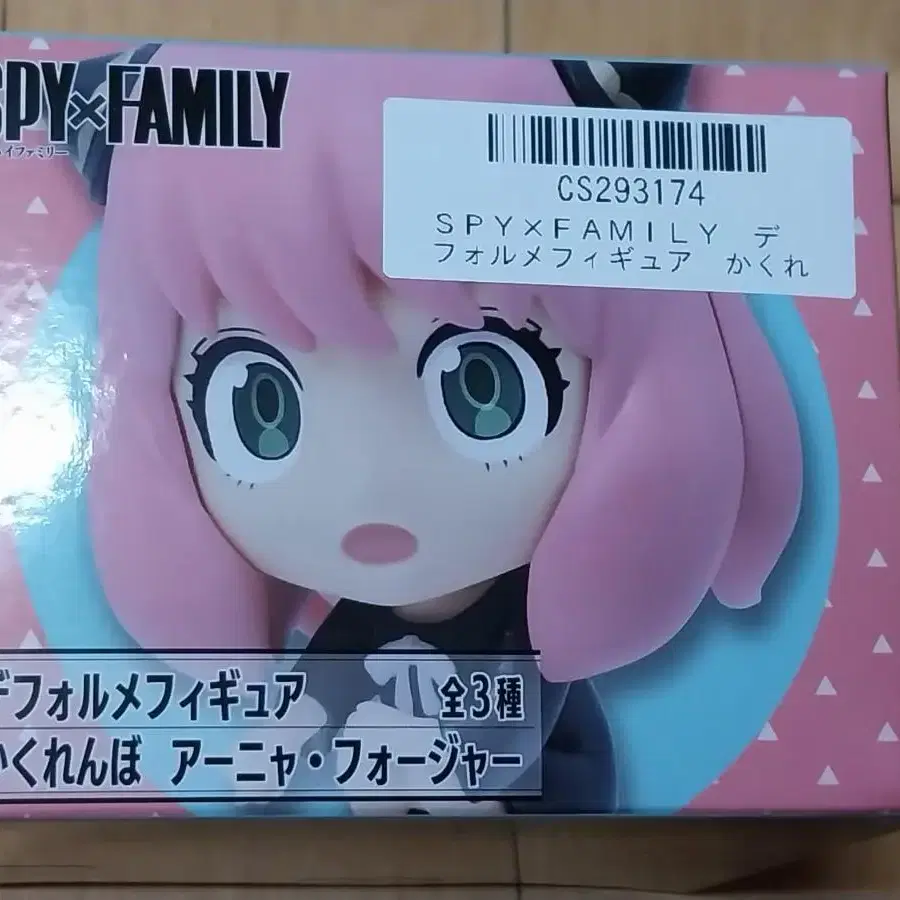 SPY×FAMILY
パイファミリー
CS293174
ＳＰＹ×ＦＡＭＩＬＹ　デ
フォルメフィギュア　かくれ
デフォルメフィギュア 全3種
かくれんぼ アーニャ・フォージャー